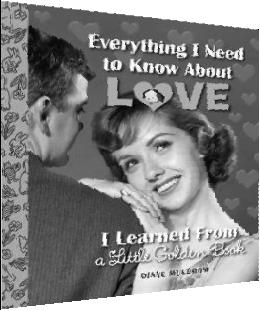 Everything I Need
to Know About
LOVE
I Learned From
a Little Golden Book
DIANE MULDROW